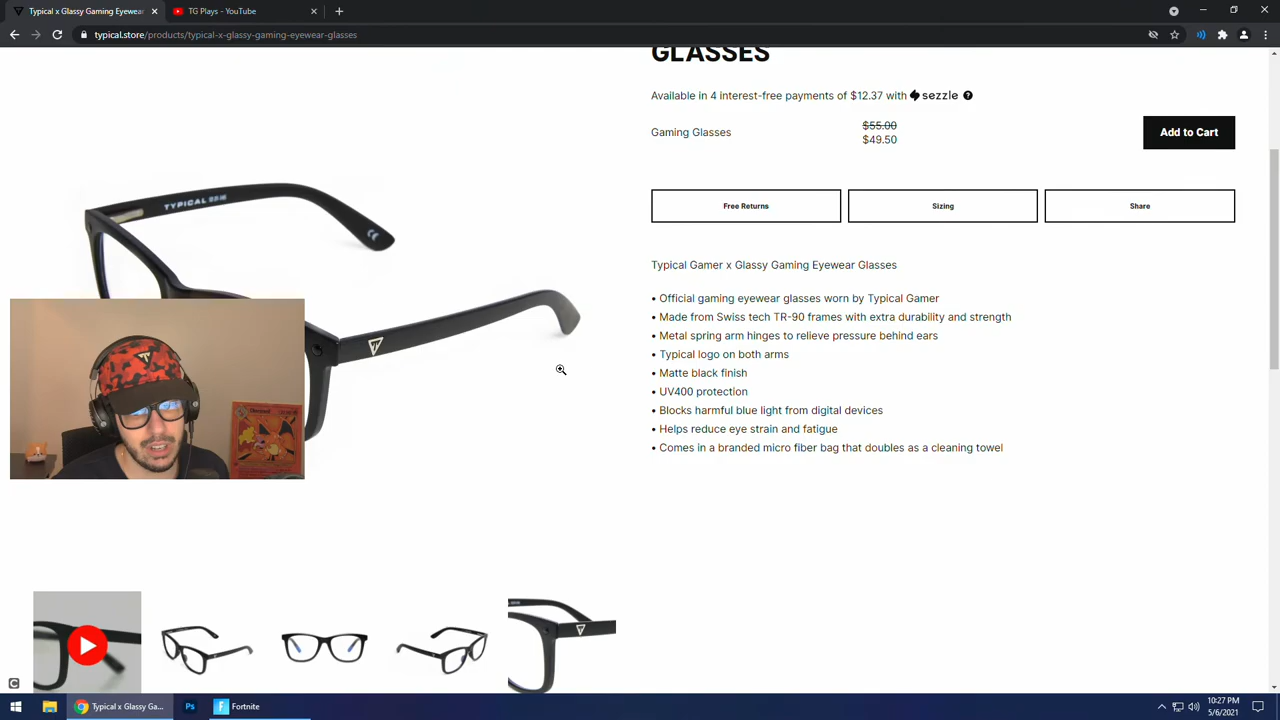 Typical x Glassy Gaming Eyewear
TG Plays - YouTube
typical.store/products/typical-x-glassy-gaming-eyewear-glasses
GLASSES
Available in 4 interest-free payments of $12.37 with sezzle ?
Gaming Glasses
$55.00
$49.50
Add to Cart
Free Returns
Sizing
Share
TYPICAL
Typical Gamer x Glassy Gaming Eyewear Glasses
• Official gaming eyewear glasses worn by Typical Gamer
• Made from Swiss tech TR-90 frames with extra durability and strength
• Metal spring arm hinges to relieve pressure behind ears
• Typical logo on both arms
• Matte black finish
• UV400 protection
• Blocks harmful blue light from digital devices
• Helps reduce eye strain and fatigue
• Comes in a branded micro fiber bag that doubles as a cleaning towel
Typical x Glassy Ga...
Ps
Fortnite
10:27 PM
5/6/2021